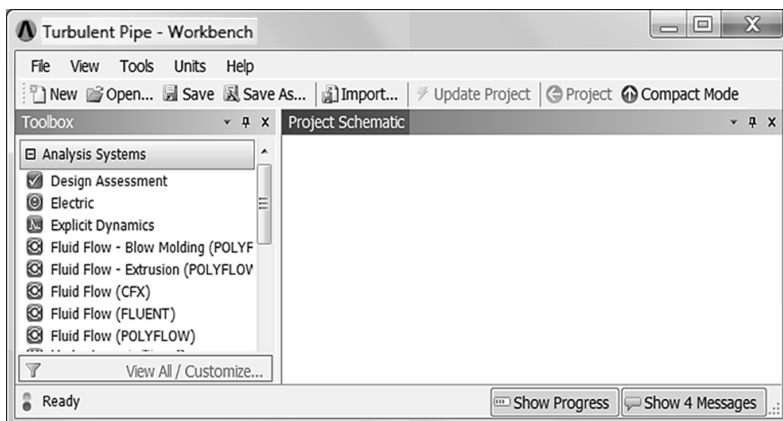 Turbulent Pipe - Workbench
File View Tools Units Help
New Open... Save Save As... Import... Update Project Project Compact Mode
Toolbox
Project Schematic
Analysis Systems
Design Assessment
Electric
Explicit Dynamics
Fluid Flow - Blow Molding (POLYF
Fluid Flow - Extrusion (POLYFLOW
Fluid Flow (CFX)
Fluid Flow (FLUENT)
Fluid Flow (POLYFLOW)
View All / Customize...
Ready
Show Progress
Show 4 Messages